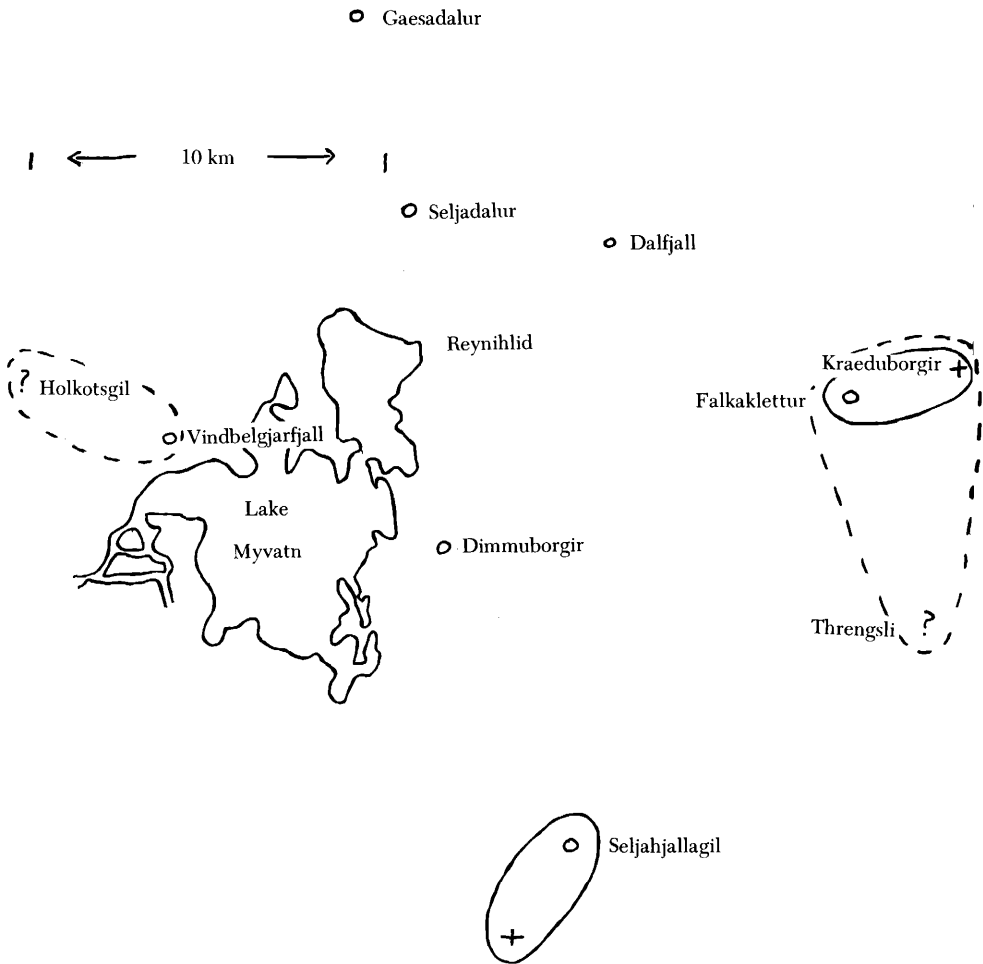 Gaesadalur
10 km
Seljadalur
Dalfjall
Reynihlid
Kraeduborgir
? Holkotsgil
Falkaklettur
Vindbelgjarfjall
Lake
Myvatn
Dimmuborgir
Threngsli ?
Seljahjallagil